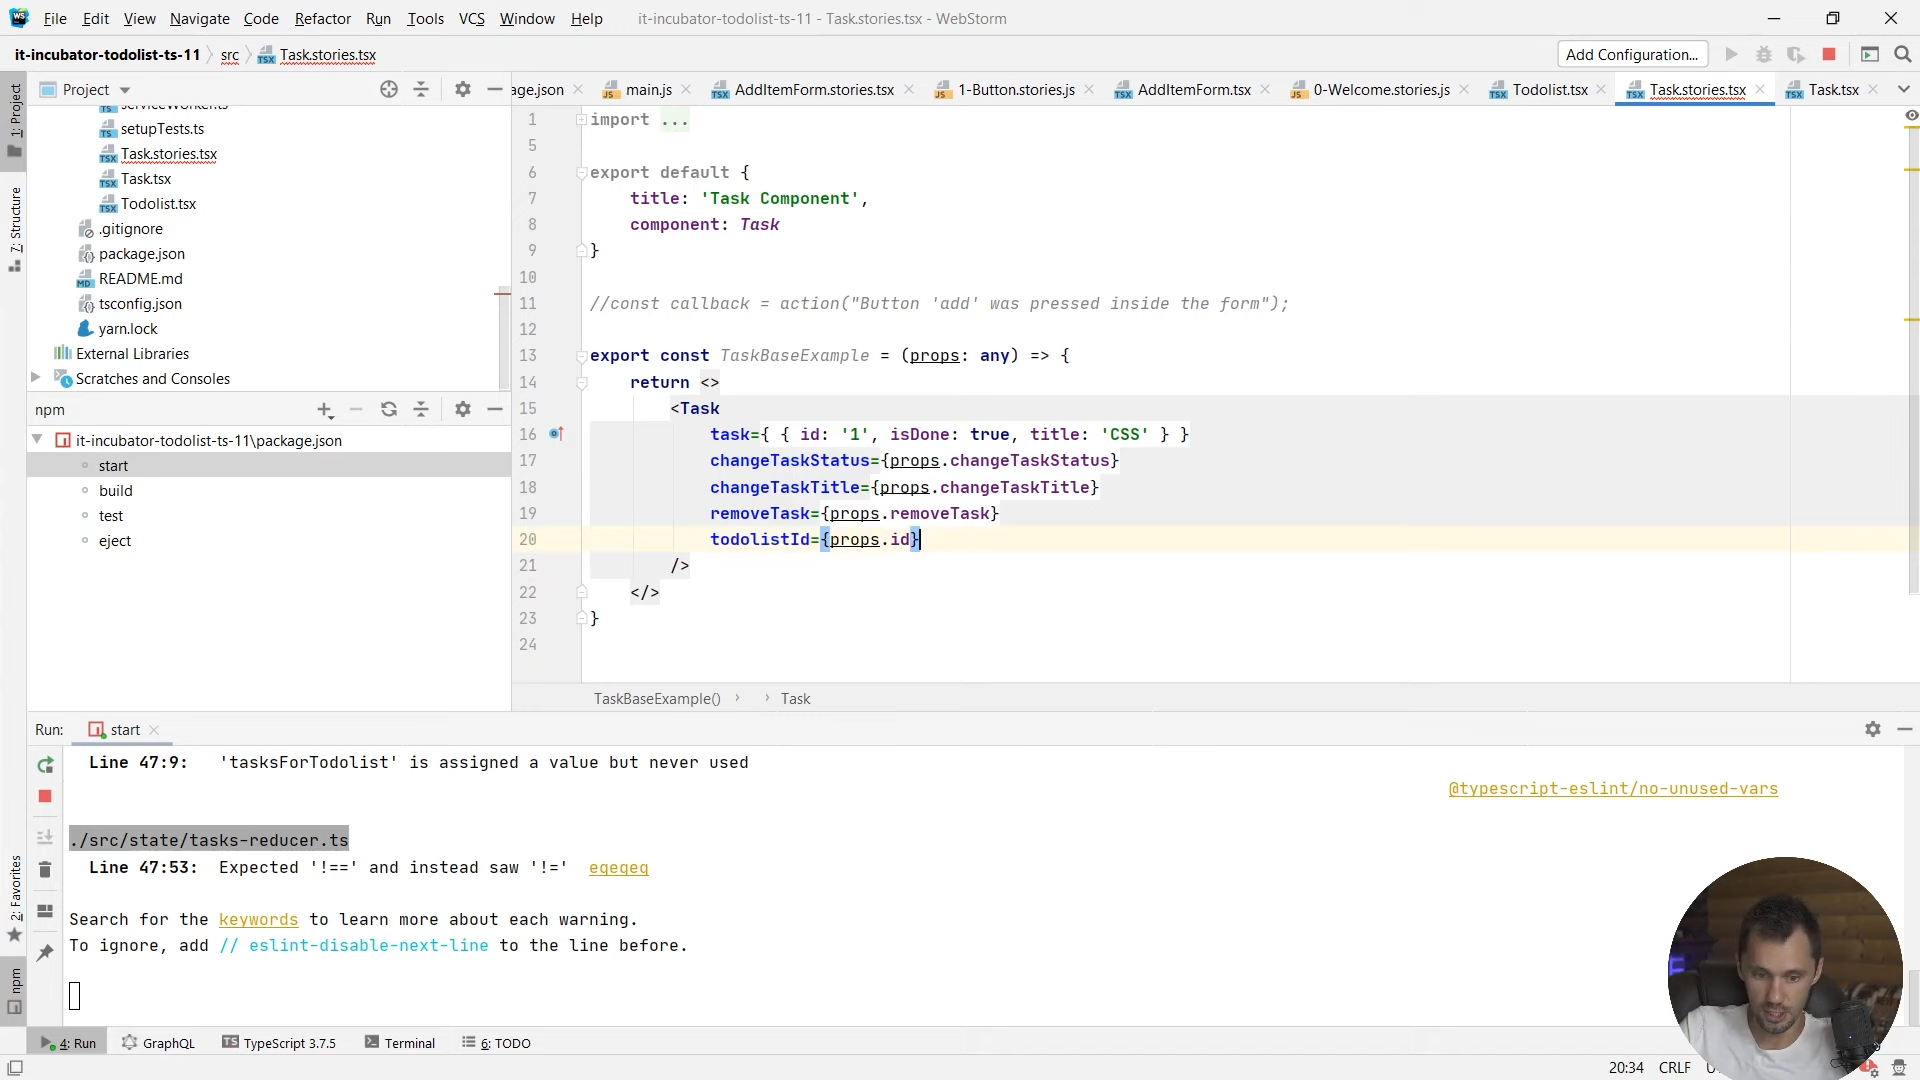 File Edit View Navigate Code Refactor Run Tools VCS Window Help it-incubator-todolist-ts-11 - Task.stories.tsx - WebStorm
it-incubator-todolist-ts-11 src Task.stories.tsx Add Configuration...
1: Project
7: Structure
2: Favorites
npm
Project
age.json main.js AddItemForm.stories.tsx 1-Button.stories.js AddItemForm.tsx 0-Welcome.stories.js Todolist.tsx Task.stories.tsx Task.tsx
serviceWorker.ts
setupTests.ts
Task.stories.tsx
Task.tsx
Todolist.tsx
.gitignore
package.json
README.md
tsconfig.json
yarn.lock
External Libraries
Scratches and Consoles
npm
it-incubator-todolist-ts-11\package.json
start
build
test
eject
1 import ...
5
6 export default {
7 title: 'Task Component',
8 component: Task
9 }
10
11 //const callback = action("Button 'add' was pressed inside the form");
12
13 export const TaskBaseExample = (props: any) => {
14 return <>
15 <Task
16 task={ { id: '1', isDone: true, title: 'CSS' } }
17 changeTaskStatus={props.changeTaskStatus}
18 changeTaskTitle={props.changeTaskTitle}
19 removeTask={props.removeTask}
20 todolistId={props.id}
21 />
22 </>
23 }
24
TaskBaseExample() Task
Run: start
Line 47:9: 'tasksForTodolist' is assigned a value but never used
@typescript-eslint/no-unused-vars
./src/state/tasks-reducer.ts
Line 47:53: Expected '!==' and instead saw '!=' eqeqeq
Search for the keywords to learn more about each warning.
To ignore, add // eslint-disable-next-line to the line before.
4: Run GraphQL TypeScript 3.7.5 Terminal 6: TODO
20:34 CRLF